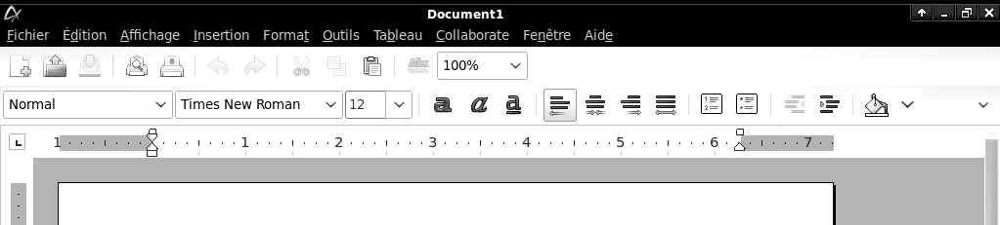 Document1
Fichier Édition Affichage Insertion Format Outils Tableau Collaborate Fenêtre Aide
Abc 100%
Normal Times New Roman 12 a a a
1 1 2 3 4 5 6 7